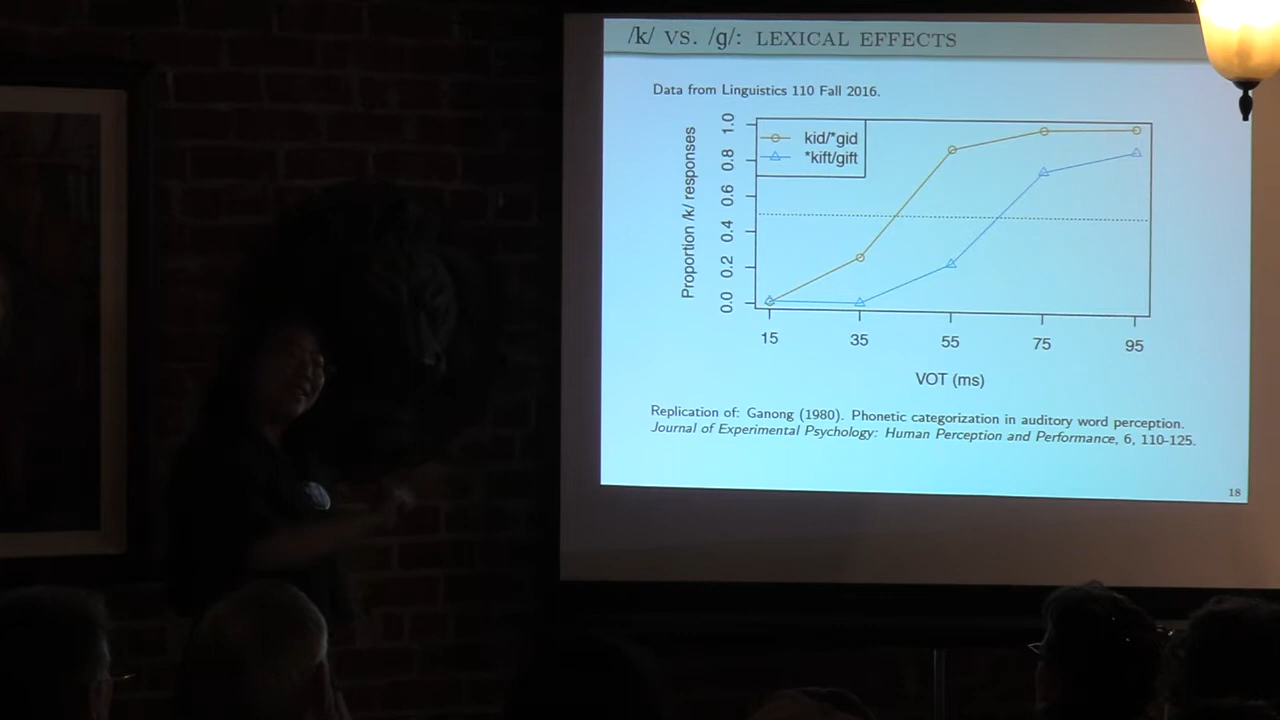 /k/ VS. /g/: LEXICAL EFFECTS
Data from Linguistics 110 Fall 2016.
kid/*gid
*kift/gift
Proportion /k/ responses
1.0
0.8
0.6
0.4
0.2
0.0
15 35 55 75 95
VOT (ms)
Replication of: Ganong (1980). Phonetic categorization in auditory word perception.
Journal of Experimental Psychology: Human Perception and Performance, 6, 110-125.
18